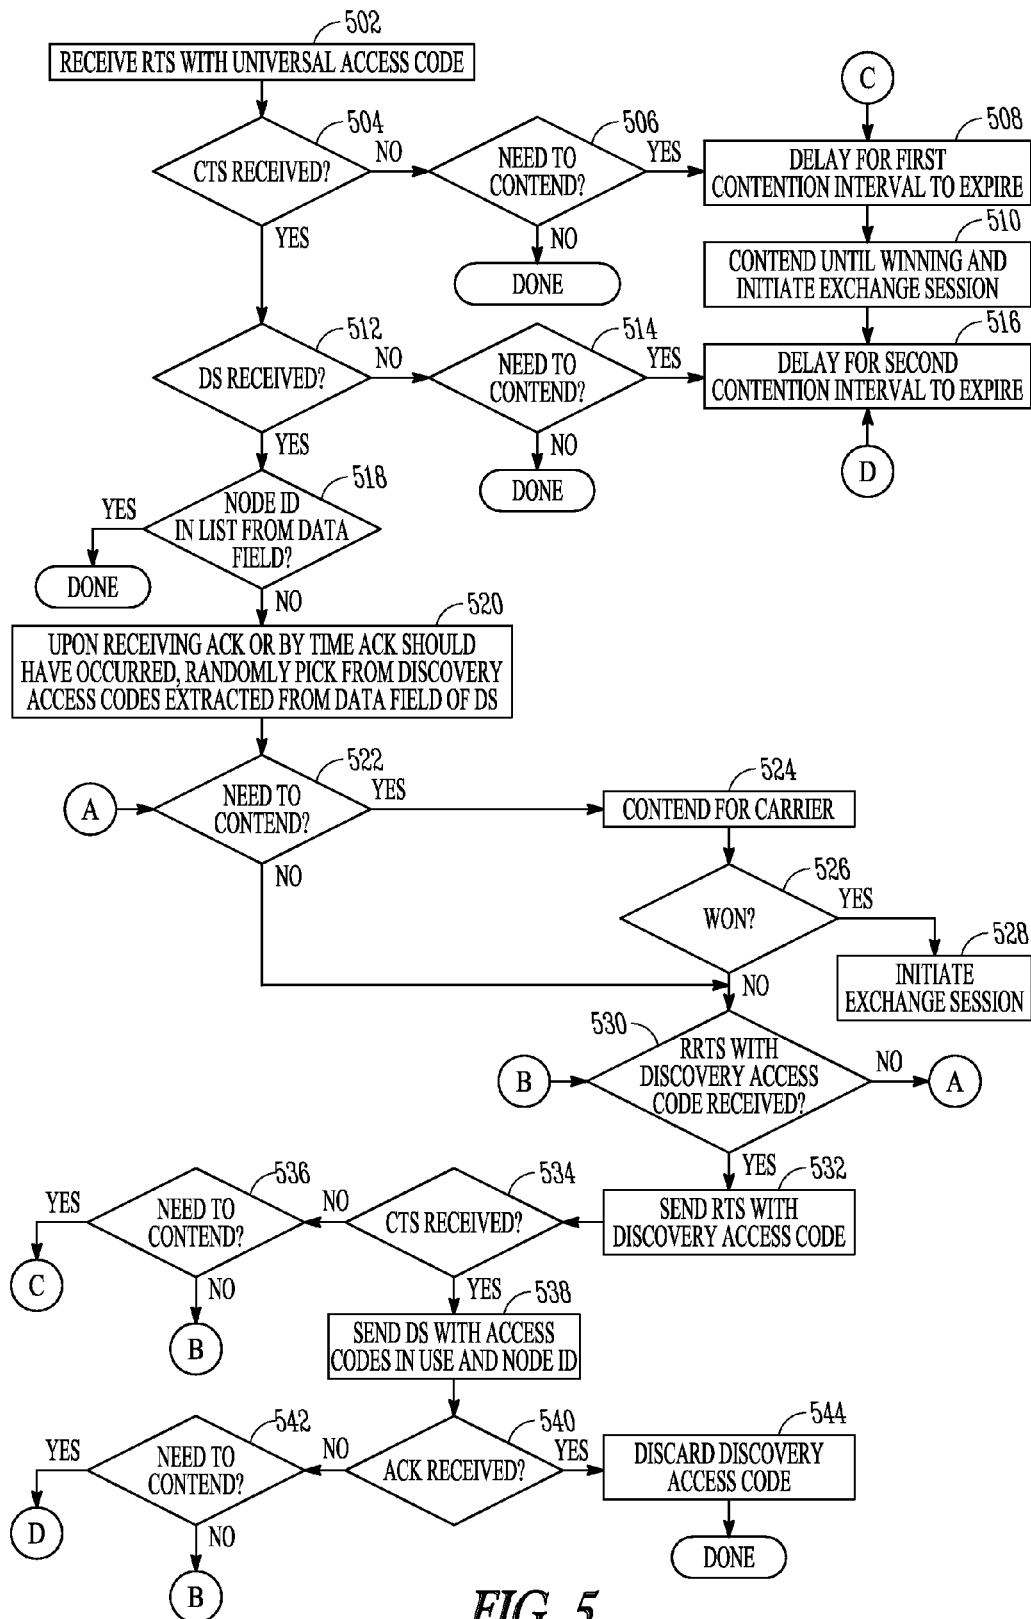 502
RECEIVE RTS WITH UNIVERSAL ACCESS CODE
C
504
CTS RECEIVED?
NO
YES
506
NEED TO
CONTEND?
YES
NO
DONE
508
DELAY FOR FIRST
CONTENTION INTERVAL TO EXPIRE
510
CONTEND UNTIL WINNING AND
INITIATE EXCHANGE SESSION
512
DS RECEIVED?
NO
YES
514
NEED TO
CONTEND?
YES
NO
DONE
516
DELAY FOR SECOND
CONTENTION INTERVAL TO EXPIRE
D
518
NODE ID
IN LIST FROM DATA
FIELD?
YES
DONE
NO
520
UPON RECEIVING ACK OR BY TIME ACK SHOULD
HAVE OCCURRED, RANDOMLY PICK FROM DISCOVERY
ACCESS CODES EXTRACTED FROM DATA FIELD OF DS
A
522
NEED TO
CONTEND?
YES
NO
524
CONTEND FOR CARRIER
526
WON?
YES
NO
528
INITIATE
EXCHANGE SESSION
530
B
RRTS WITH
DISCOVERY ACCESS
CODE RECEIVED?
NO
A
YES
532
SEND RTS WITH
DISCOVERY ACCESS CODE
534
CTS RECEIVED?
NO
YES
536
NEED TO
CONTEND?
YES
C
NO
B
538
SEND DS WITH ACCESS
CODES IN USE AND NODE ID
540
ACK RECEIVED?
NO
YES
542
NEED TO
CONTEND?
YES
D
NO
B
544
DISCARD DISCOVERY
ACCESS CODE
DONE
FIG. 5